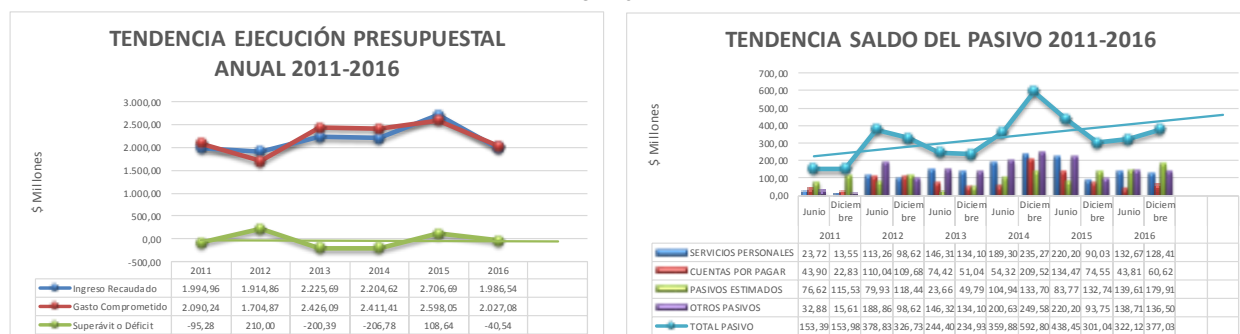 TENDENCIA EJECUCIÓN PRESUPUESTAL
ANUAL 2011-2016
$ Millones
3.000,00
2.500,00
2.000,00
1.500,00
1.000,00
500,00
0,00
-500,00
2011 2012 2013 2014 2015 2016
Ingreso Recaudado 1.994,96 1.914,86 2.225,69 2.204,62 2.706,69 1.986,54
Gasto Comprometido 2.090,24 1.704,87 2.426,09 2.411,41 2.598,05 2.027,08
Superávit o Déficit -95,28 210,00 -200,39 -206,78 108,64 -40,54
TENDENCIA SALDO DEL PASIVO 2011-2016
$ Millones
700,00
600,00
500,00
400,00
300,00
200,00
100,00
0,00
Junio Diciembre Junio Diciembre Junio Diciembre Junio Diciembre Junio Diciembre Junio Diciembre
2011 2012 2013 2014 2015 2016
SERVICIOS PERSONALES 23,72 13,55 113,26 98,62 146,31 134,10 189,30 235,27 220,20 90,03 132,67 128,41
CUENTAS POR PAGAR 43,90 22,83 110,04 109,68 74,42 51,04 54,32 209,52 134,47 74,55 43,81 60,62
PASIVOS ESTIMADOS 76,62 115,53 79,93 118,44 23,66 49,79 104,94 133,70 83,77 132,74 139,61 179,91
OTROS PASIVOS 32,88 15,61 188,86 98,62 146,32 134,10 200,63 249,58 220,20 93,75 138,71 136,50
TOTAL PASIVO 153,39 153,98 378,83 326,73 244,40 234,93 359,88 592,80 438,45 301,04 322,12 377,03